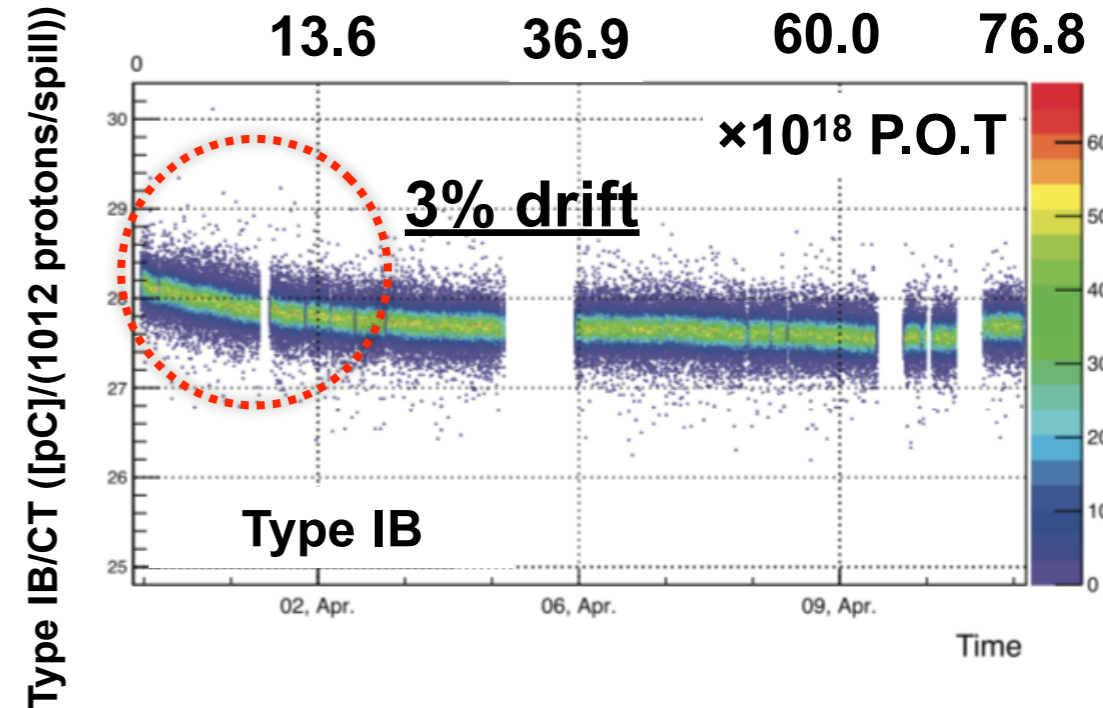 13.6 36.9 60.0 76.8
0
×10¹⁸ P.O.T
3% drift
Type IB/CT ([pC]/(1012 protons/spill))
30
29
28
27
26
25
Type IB
02, Apr. 06, Apr. 09, Apr.
Time
60
50
40
30
20
10
0